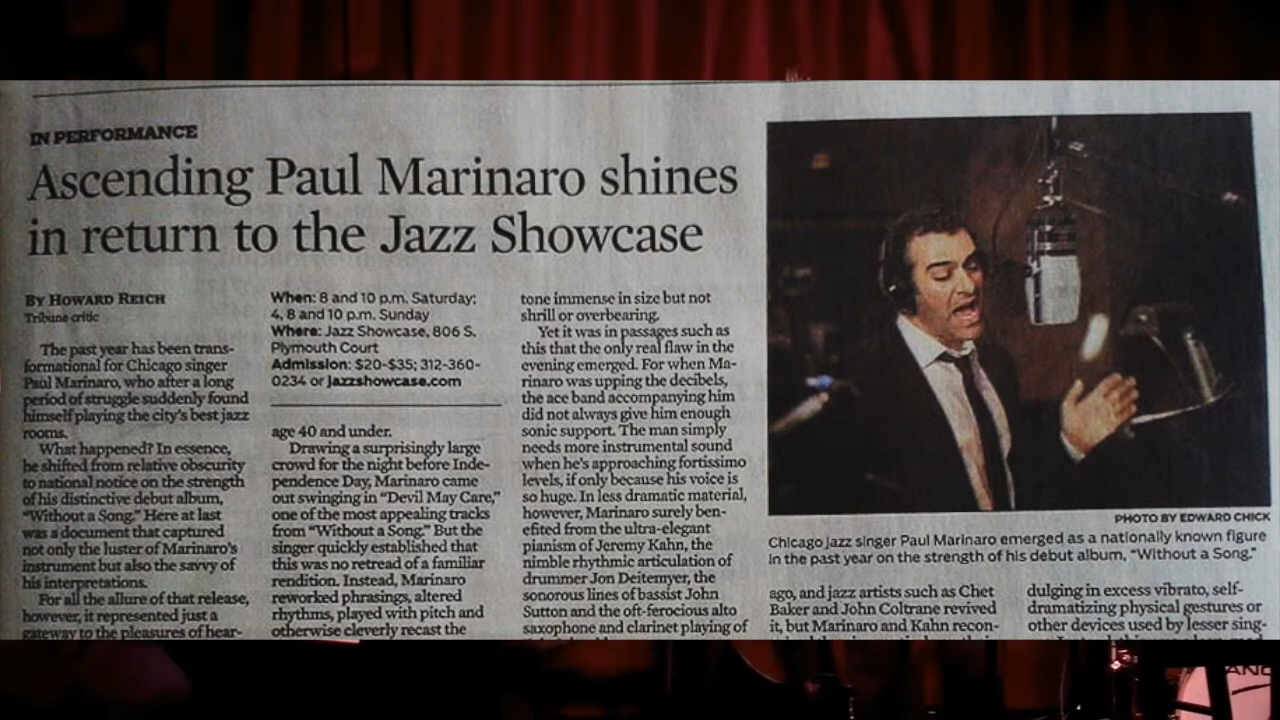 IN PERFORMANCE
Ascending Paul Marinaro shines
in return to the Jazz Showcase
BY HOWARD REICH
Tribune critic
The past year has been trans-
formational for Chicago singer
Paul Marinaro, who after a long
period of struggle suddenly found
himself playing the city's best jazz
rooms.
What happened? In essence,
he shifted from relative obscurity
to national notice on the strength
of his distinctive debut album,
"Without a Song." Here at last
was a document that captured
not only the luster of Marinaro's
instrument but also the savvy of
his interpretations.
For all the allure of that release,
however, it represented just a
gateway to the pleasures of hear-
When: 8 and 10 p.m. Saturday;
4, 8 and 10 p.m. Sunday
Where: Jazz Showcase, 806 S.
Plymouth Court
Admission: $20-$35; 312-360-
0234 or jazzshowcase.com
age 40 and under.
Drawing a surprisingly large
crowd for the night before Inde-
pendence Day, Marinaro came
out swinging in "Devil May Care,"
one of the most appealing tracks
from "Without a Song." But the
singer quickly established that
this was no retread of a familiar
rendition. Instead, Marinaro
reworked phrasings, altered
rhythms, played with pitch and
otherwise cleverly recast the
tone immense in size but not
shrill or overbearing.
Yet it was in passages such as
this that the only real flaw in the
evening emerged. For when Ma-
rinaro was upping the decibels,
the ace band accompanying him
did not always give him enough
sonic support. The man simply
needs more instrumental sound
when he's approaching fortissimo
levels, if only because his voice is
so huge. In less dramatic material,
however, Marinaro surely ben-
efited from the ultra-elegant
pianism of Jeremy Kahn, the
nimble rhythmic articulation of
drummer Jon Deitemyer, the
sonorous lines of bassist John
Sutton and the oft-ferocious alto
saxophone and clarinet playing of
PHOTO BY EDWARD CHICK
Chicago jazz singer Paul Marinaro emerged as a nationally known figure
in the past year on the strength of his debut album, "Without a Song."
ago, and jazz artists such as Chet
Baker and John Coltrane revived
it, but Marinaro and Kahn recon-
dulging in excess vibrato, self-
dramatizing physical gestures or
other devices used by lesser sing-